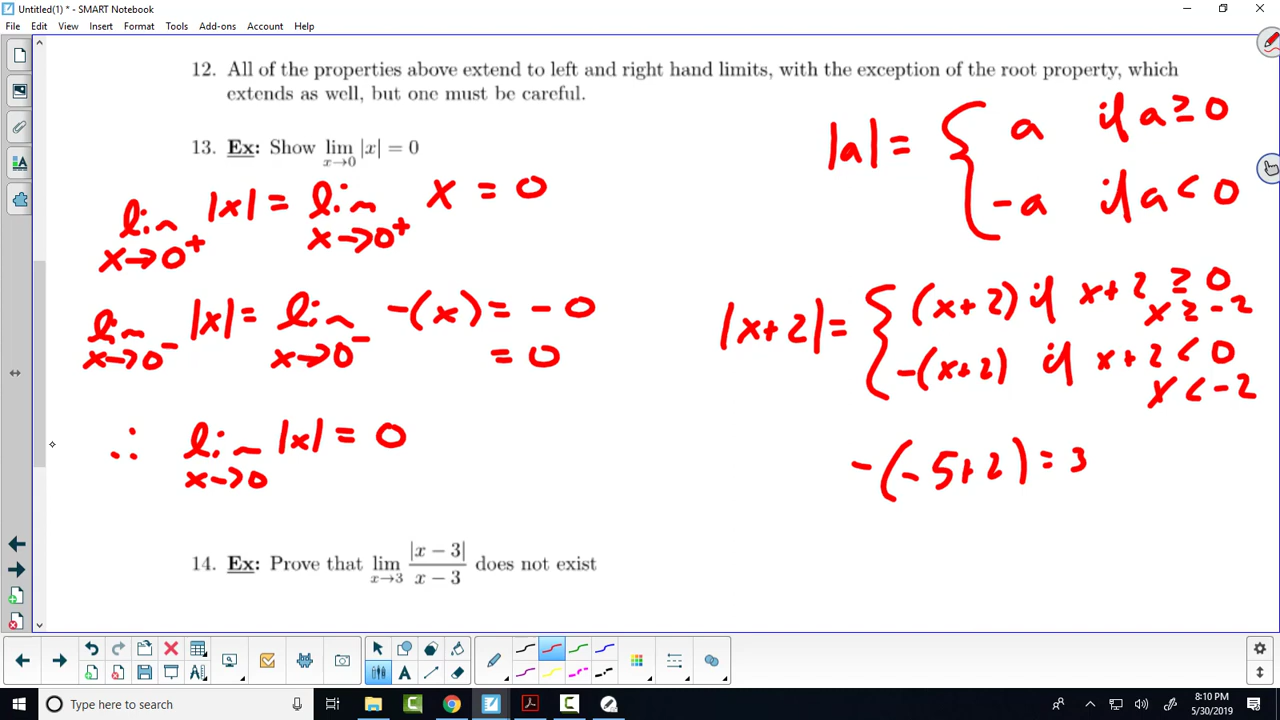 Untitled(1) * - SMART Notebook
File Edit View Insert Format Tools Add-ons Account Help
12. All of the properties above extend to left and right hand limits, with the exception of the root property, which
extends as well, but one must be careful.
13. Ex: Show lim x→0 |x| = 0
lim x→0+ |x| = lim x→0+ x = 0
lim x→0- |x| = lim x→0- -(x) = -0
= 0
∴ lim x→0 |x| = 0
|a| = { a if a ≥ 0
-a if a < 0
|x+2| = { (x+2) if x+2 ≥ 0
x ≥ -2
-(x+2) if x+2 < 0
x < -2
-(-5+2) = 3
14. Ex: Prove that lim x→3 |x − 3| / x − 3 does not exist
Type here to search
8:10 PM
5/30/2019